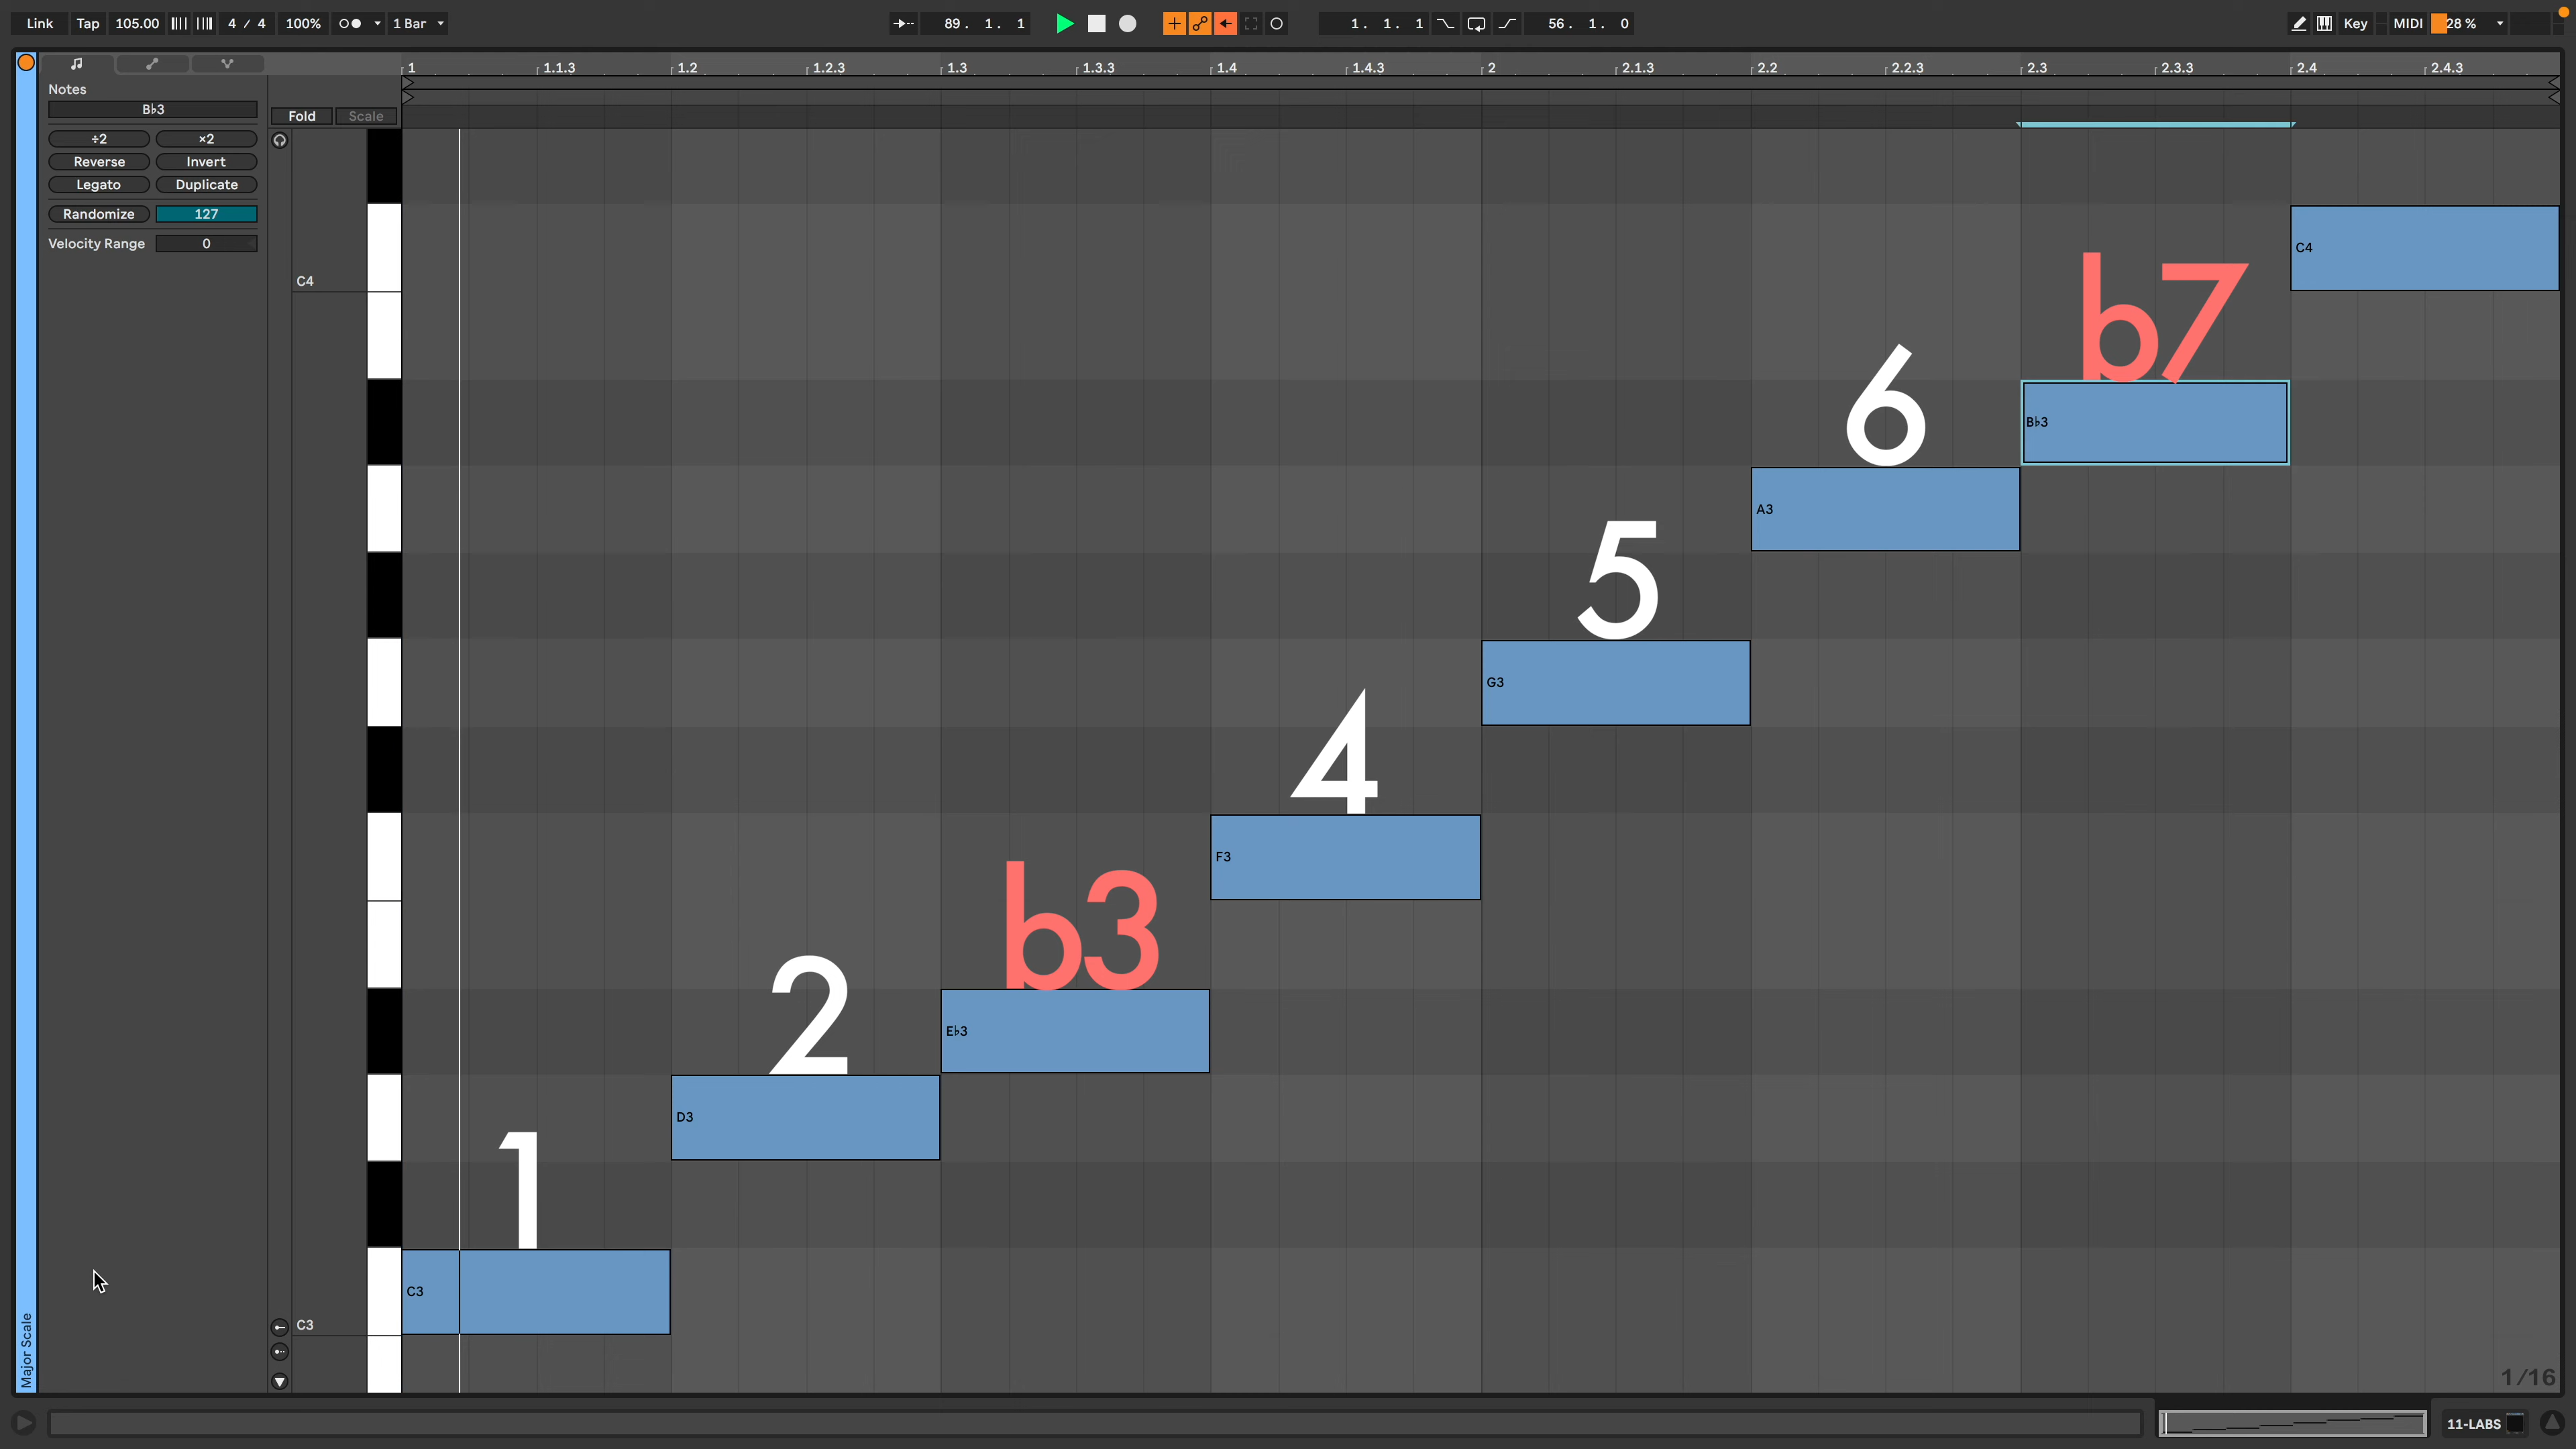 Link Tap 105.00 4 / 4 100% 1 Bar 89. 1. 1 1. 1. 1 56. 1. 0 Key MIDI 28 %
1 1.1.3 1.2 1.2.3 1.3 1.3.3 1.4 1.4.3 2 2.1.3 2.2 2.2.3 2.3 2.3.3 2.4 2.4.3
Notes
B♭3
Fold Scale
÷2 ×2
Reverse Invert
Legato Duplicate
Randomize 127
Velocity Range 0
C4
C4
b7
B♭3
6
A3
5
G3
4
F3
b3
E♭3
2
D3
1
C3
C3
Major Scale
1/16
11-LABS